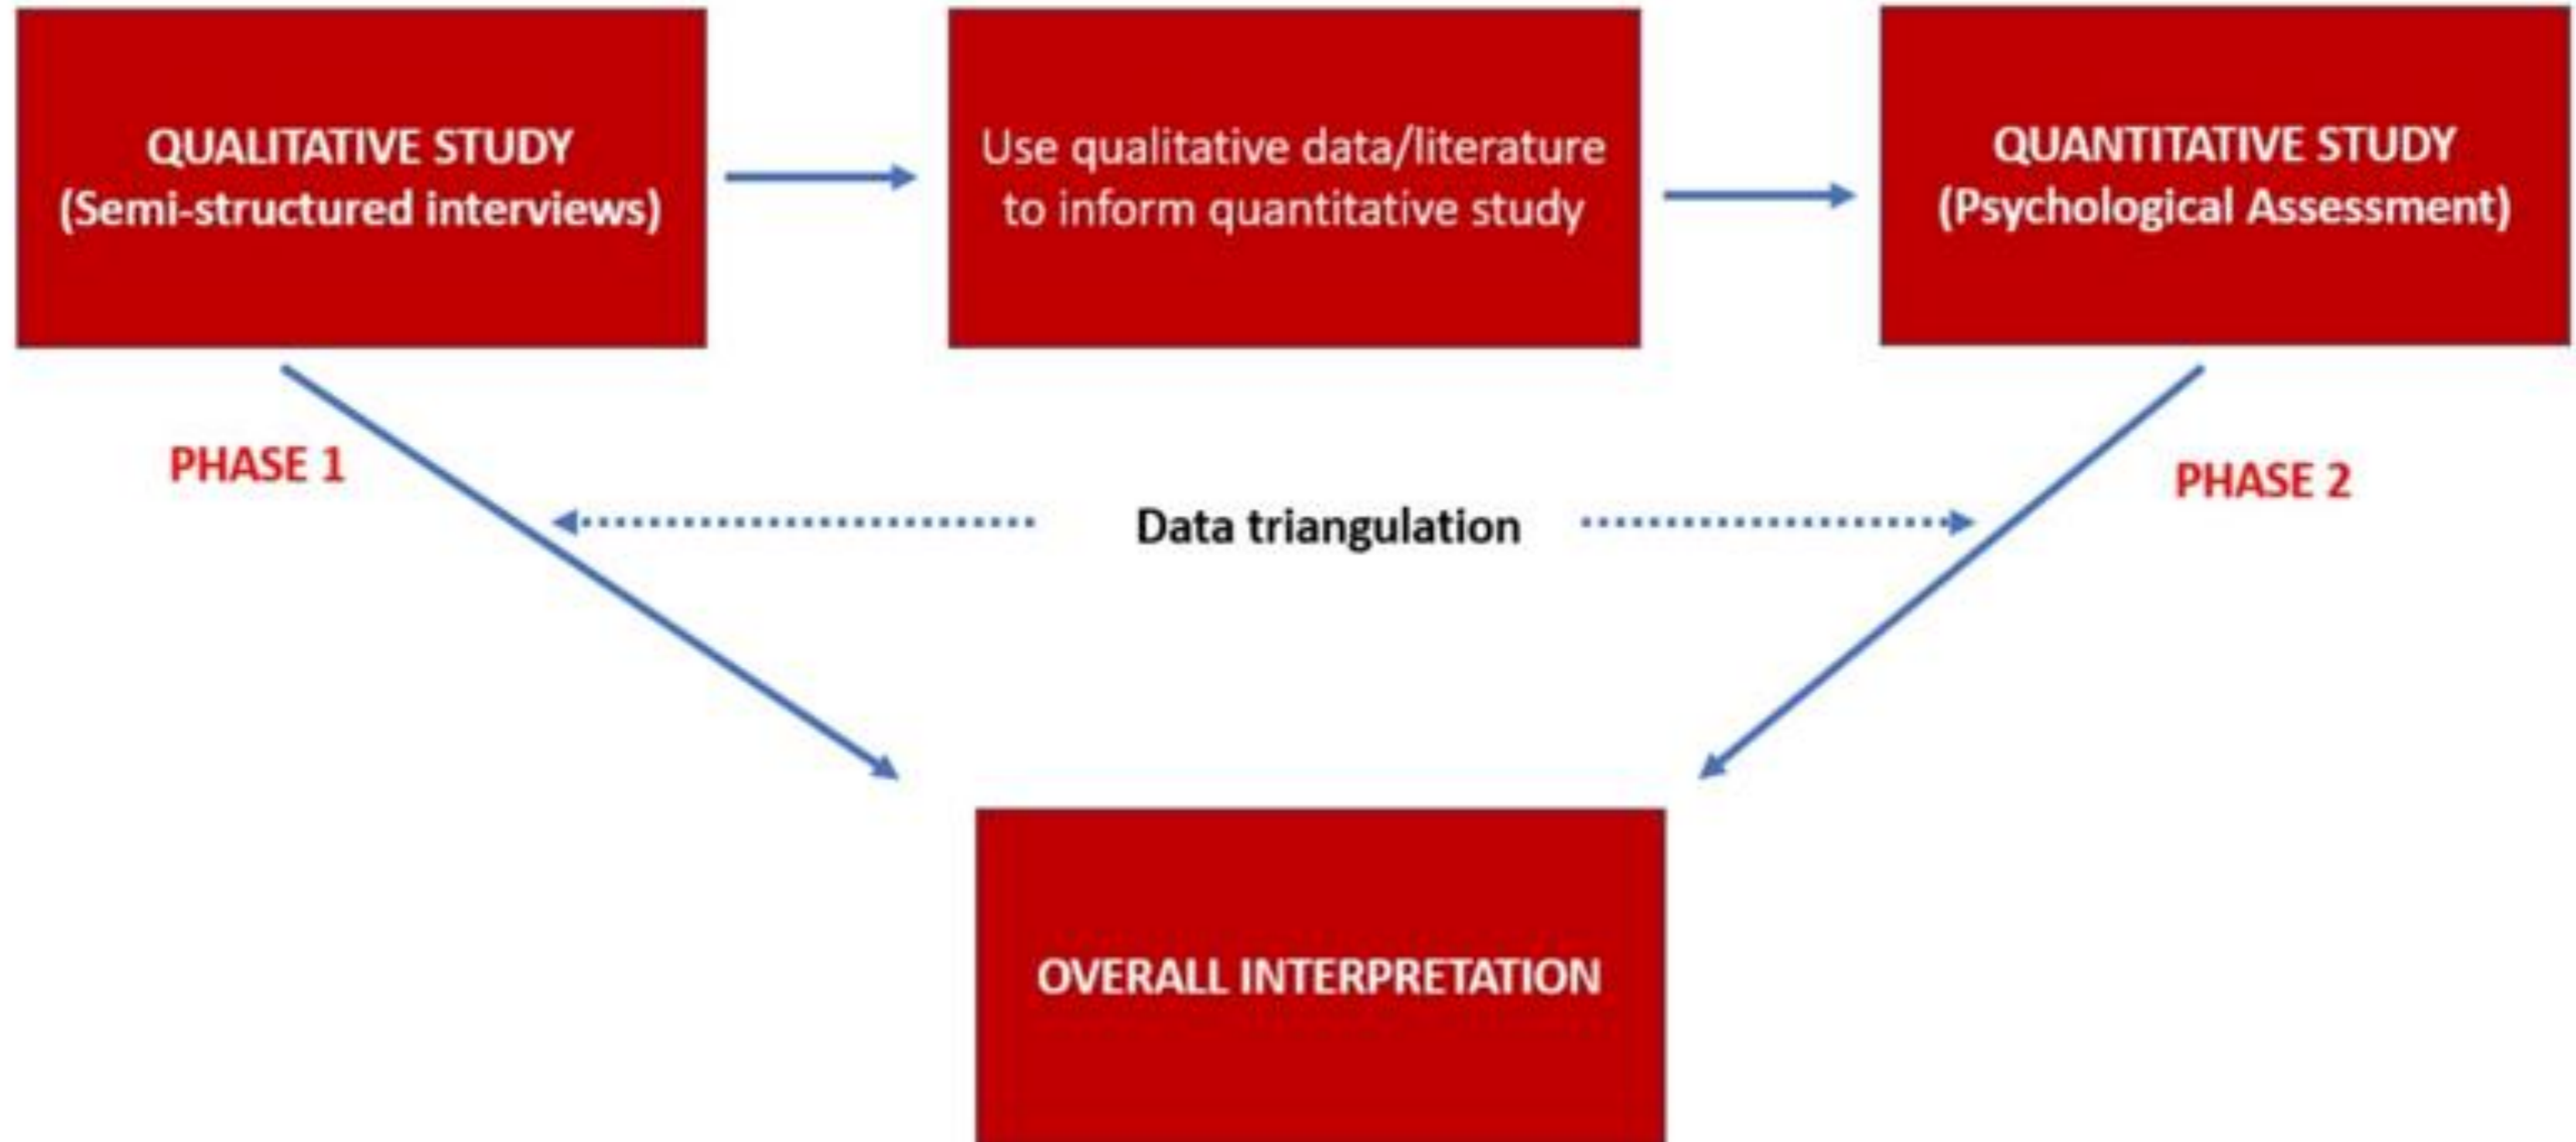 QUALITATIVE STUDY
(Semi-structured interviews)
Use qualitative data/literature
to inform quantitative study
QUANTITATIVE STUDY
(Psychological Assessment)
PHASE 1
PHASE 2
Data triangulation
OVERALL INTERPRETATION